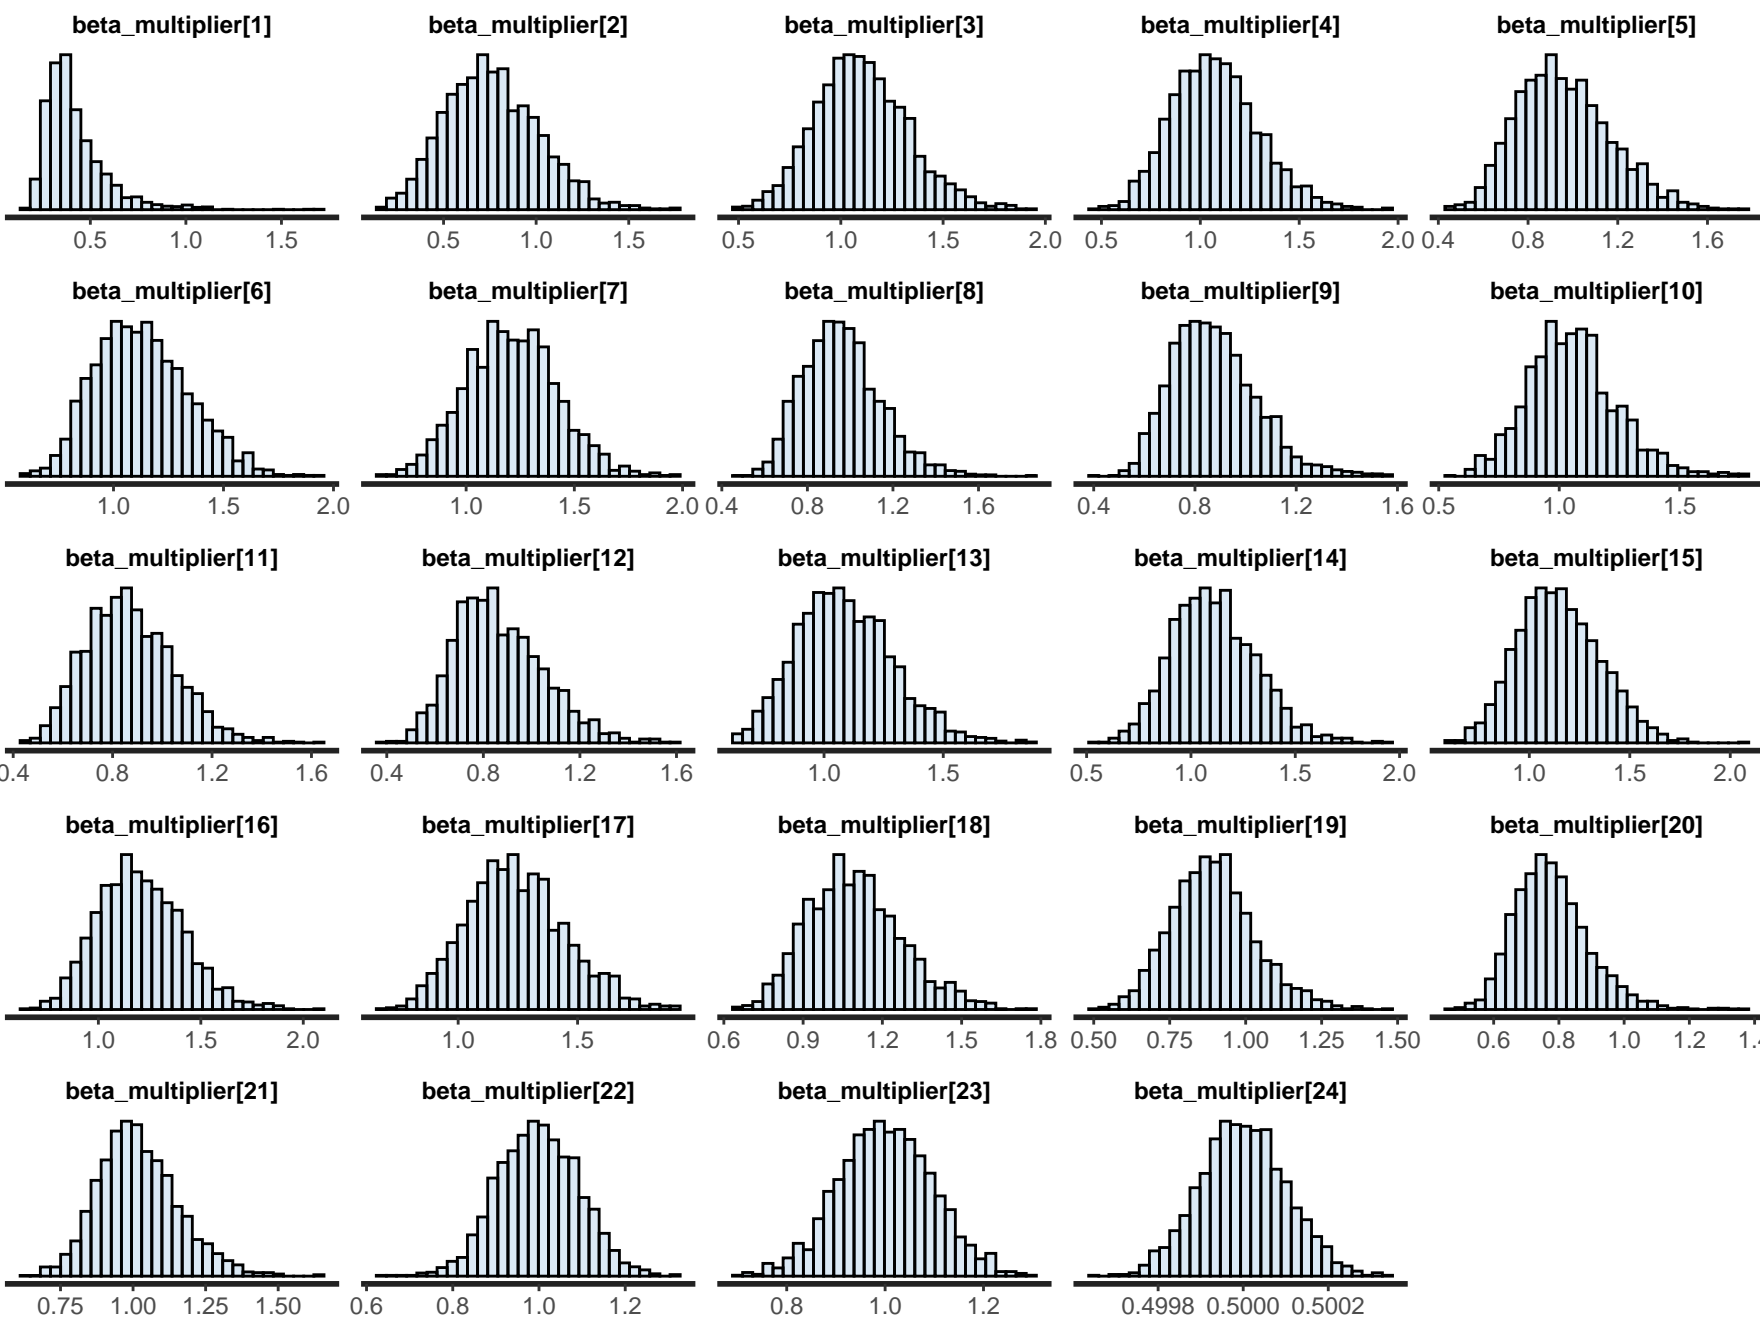 beta_multiplier[1] beta_multiplier[2] beta_multiplier[3] beta_multiplier[4] beta_multiplier[5]
0.5 1.0 1.5 0.5 1.0 1.5 0.5 1.0 1.5 2.0 0.5 1.0 1.5 2.0 0.4 0.8 1.2 1.6
beta_multiplier[6] beta_multiplier[7] beta_multiplier[8] beta_multiplier[9] beta_multiplier[10]
1.0 1.5 2.0 1.0 1.5 2.0 0.4 0.8 1.2 1.6 0.4 0.8 1.2 1.6 0.5 1.0 1.5
beta_multiplier[11] beta_multiplier[12] beta_multiplier[13] beta_multiplier[14] beta_multiplier[15]
0.4 0.8 1.2 1.6 0.4 0.8 1.2 1.6 1.0 1.5 0.5 1.0 1.5 2.0 1.0 1.5 2.0
beta_multiplier[16] beta_multiplier[17] beta_multiplier[18] beta_multiplier[19] beta_multiplier[20]
1.0 1.5 2.0 1.0 1.5 0.6 0.9 1.2 1.5 1.8 0.50 0.75 1.00 1.25 1.50 0.6 0.8 1.0 1.2 1.4
beta_multiplier[21] beta_multiplier[22] beta_multiplier[23] beta_multiplier[24]
0.75 1.00 1.25 1.50 0.6 0.8 1.0 1.2 0.8 1.0 1.2 0.4998 0.5000 0.5002